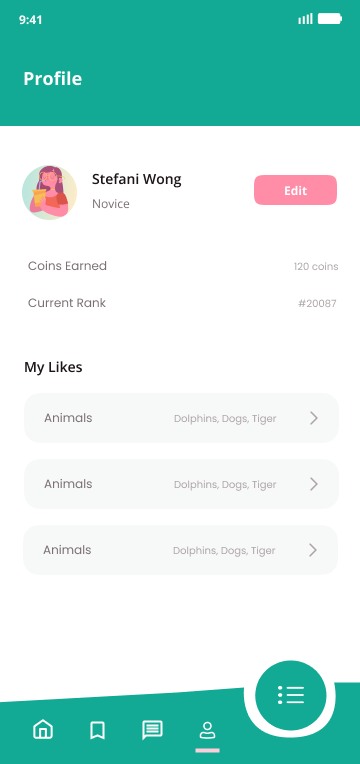 9:41
Profile
Stefani Wong
Novice
Edit
Coins Earned 120 coins
Current Rank #20087
My Likes
Animals Dolphins, Dogs, Tiger
Animals Dolphins, Dogs, Tiger
Animals Dolphins, Dogs, Tiger